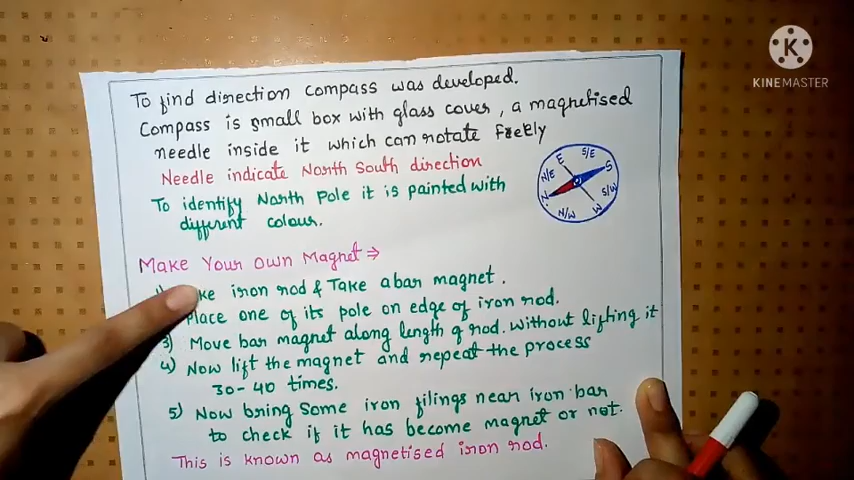 To find direction compass was developed.
Compass is small box with glass cover, a magnetised
needle inside it which can rotate freely
Needle indicate North South direction
To identify North Pole it is painted with
different colour.
E S/E
N/E S
N S/W
N/W W
Make Your Own Magnet ⇒
iron rod & Take a bar magnet.
Place one of its pole on edge of iron rod.
3) Move bar magnet along length of rod. without lifting it
4) Now lift the magnet and repeat the process
30-40 times.
5) Now bring some iron filings near iron bar
to check if it has become magnet or not.
This is known as magnetised iron rod.
K
KINEMASTER